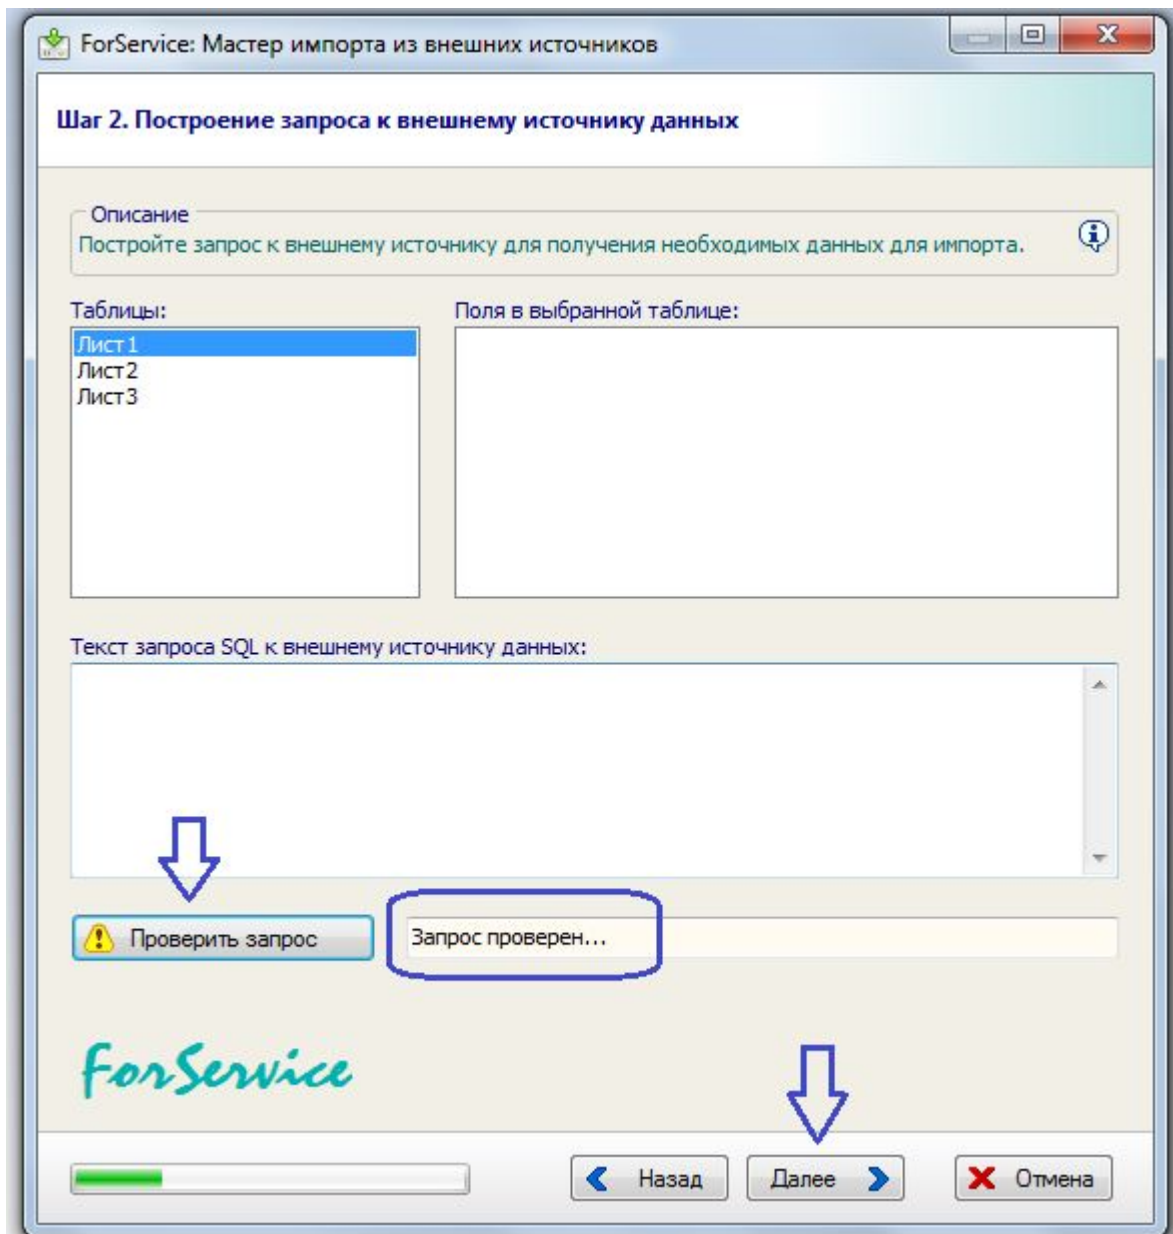 ForService: Мастер импорта из внешних источников
Шаг 2. Построение запроса к внешнему источнику данных
Описание
Постройте запрос к внешнему источнику для получения необходимых данных для импорта.
Таблицы:
Поля в выбранной таблице:
Лист1
Лист2
Лист3
Текст запроса SQL к внешнему источнику данных:
Проверить запрос
Запрос проверен...
ForService
Назад
Далее
Отмена